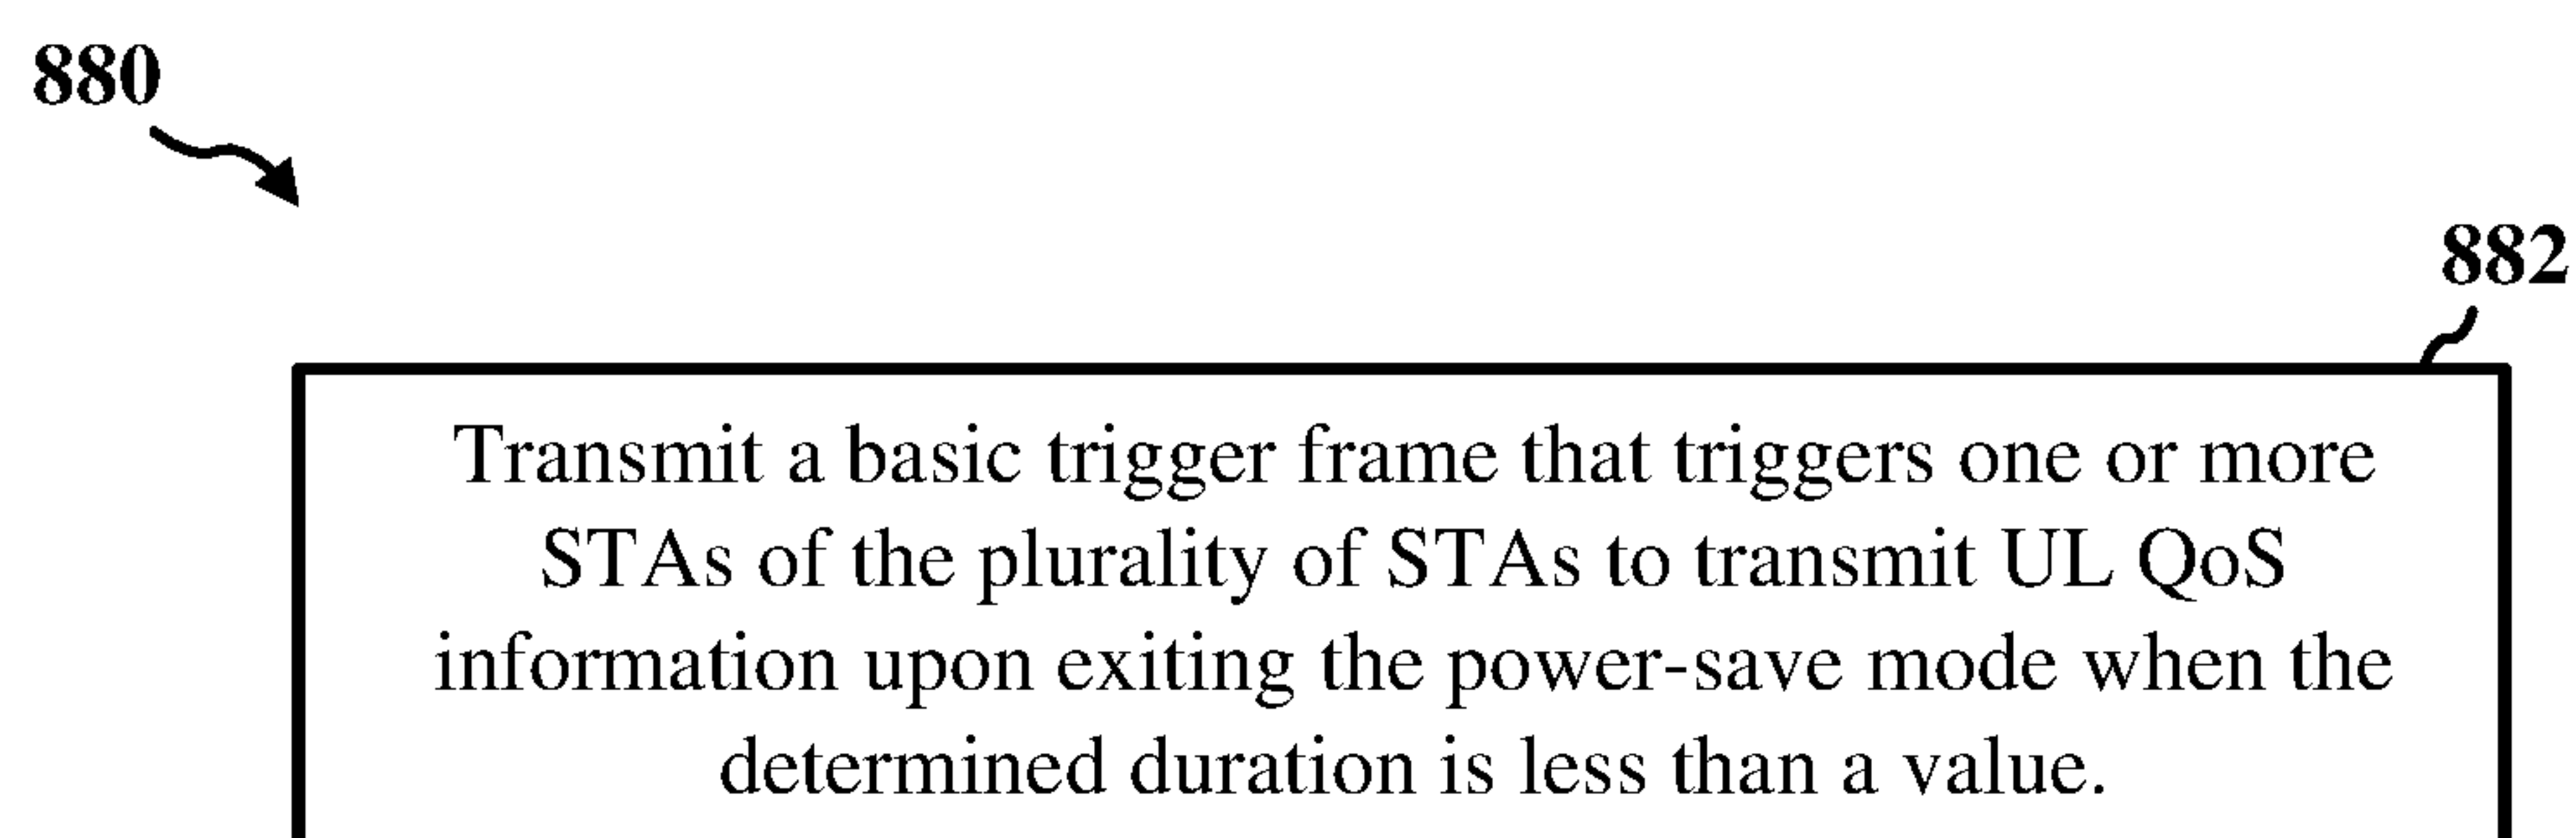 880
882
Transmit a basic trigger frame that triggers one or more
STAs of the plurality of STAs to transmit UL QoS
information upon exiting the power-save mode when the
determined duration is less than a value.